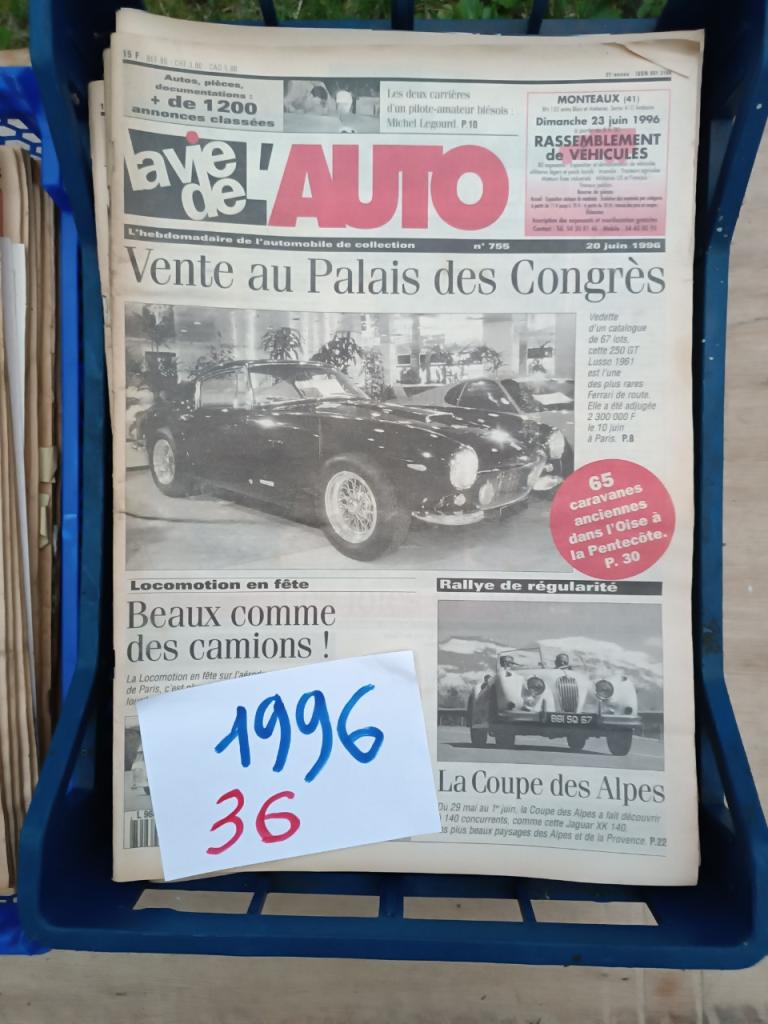 15 F
Autos, pièces,
documentations :
+ de 1200
annonces classées
Les deux carrières
d'un pilote-amateur blésois :
Michel Legourd. P.10
MONTEAUX (41)
Dimanche 23 juin 1996
RASSEMBLEMENT
de VÉHICULES
la vie de l'AUTO
L'hebdomadaire de l'automobile de collection n° 755 20 juin 1996
Vente au Palais des Congrès
Vedette
d'un catalogue
de 67 lots,
cette 250 GT
Lusso 1961
est l'une
des plus rares
Ferrari de route.
Elle a été adjugée
2 300 000 F
le 10 juin
à Paris. P.8
65
caravanes
anciennes
dans l'Oise à
la Pentecôte.
P. 30
Locomotion en fête
Beaux comme
des camions !
La Locomotion en fête sur
de Paris, c'est
Rallye de régularité
881 SQ 67
La Coupe des Alpes
Du 29 mai au 1er juin, la Coupe des Alpes a fait découvrir
à 140 concurrents, comme cette Jaguar XK 140,
plus beaux paysages des Alpes et de la Provence. P.22
1996
36